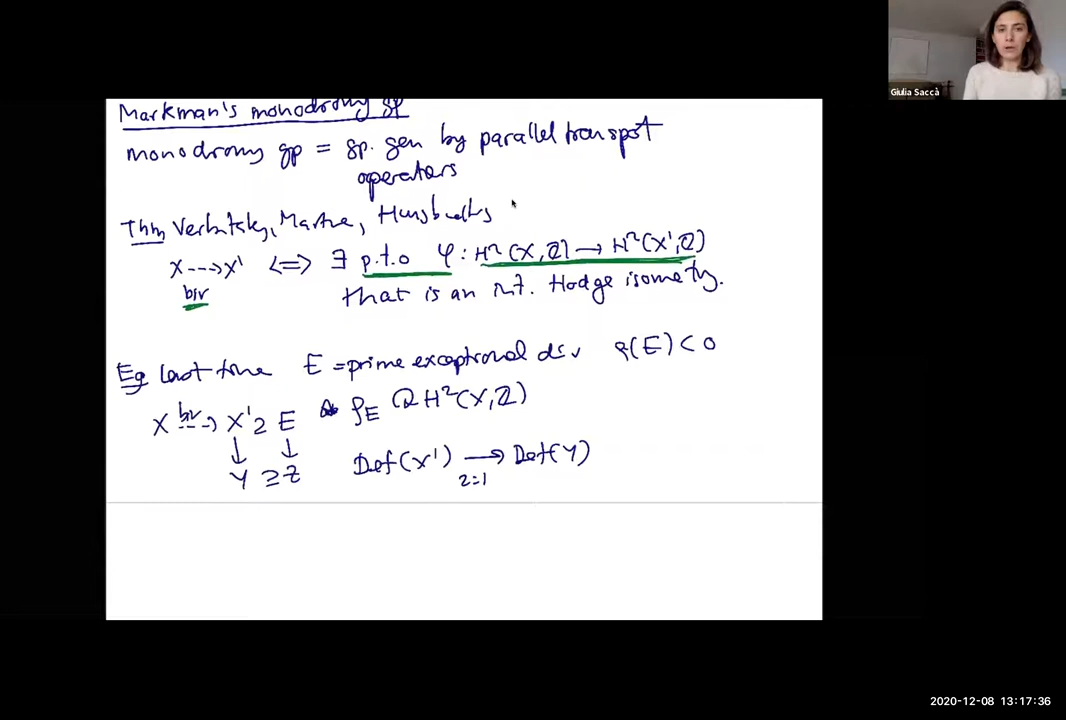 Markman's monodromy gp
monodromy gp = gp. gen by parallel transpot
operators
Thm Verbitsky, Markman, Huybrechts
X ⇢ X' <=> ∃ p.t.o φ : H²(X,ℤ) → H²(X',ℤ)
bir that is an int. Hodge isometry.
Eg Last time E = prime exceptional div q(E) < 0
X bir ⇢ X' ⊇ E ρ_E ↻ H²(X,ℤ)
↓ ↓ Def(X') → Def(Y)
Y ⊇ Z 2:1
Giulia Saccà
2020-12-08 13:17:36